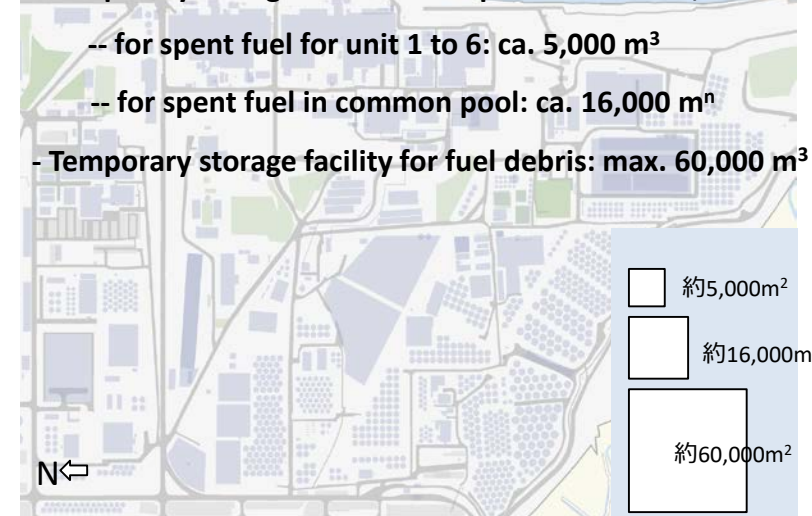 -- for spent fuel for unit 1 to 6: ca. 5,000 m³
-- for spent fuel in common pool: ca. 16,000 mⁿ
- Temporary storage facility for fuel debris: max. 60,000 m³
約5,000m²
約16,000m
約60,000m²
N⇦